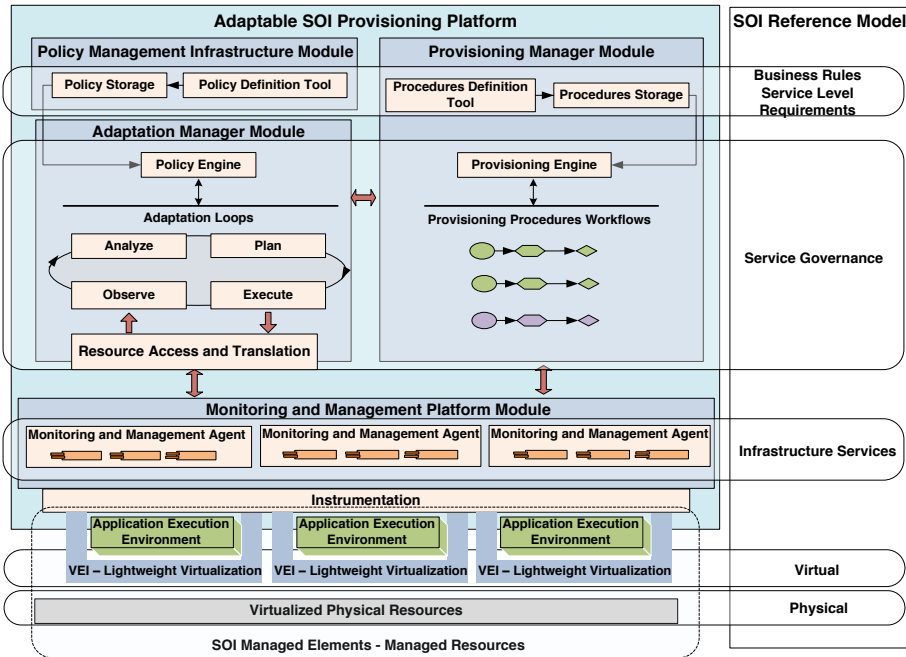 Adaptable SOI Provisioning Platform
SOI Reference Model
Policy Management Infrastructure Module
Provisioning Manager Module
Policy Storage
Policy Definition Tool
Procedures Definition
Tool
Procedures Storage
Business Rules
Service Level
Requirements
Adaptation Manager Module
Policy Engine
Provisioning Engine
Adaptation Loops
Provisioning Procedures Workflows
Analyze
Plan
Observe
Execute
Service Governance
Resource Access and Translation
Monitoring and Management Platform Module
Monitoring and Management Agent
Monitoring and Management Agent
Monitoring and Management Agent
Infrastructure Services
Instrumentation
Application Execution
Environment
Application Execution
Environment
Application Execution
Environment
VEI – Lightweight Virtualization
VEI – Lightweight Virtualization
VEI – Lightweight Virtualization
Virtual
Virtualized Physical Resources
Physical
SOI Managed Elements - Managed Resources